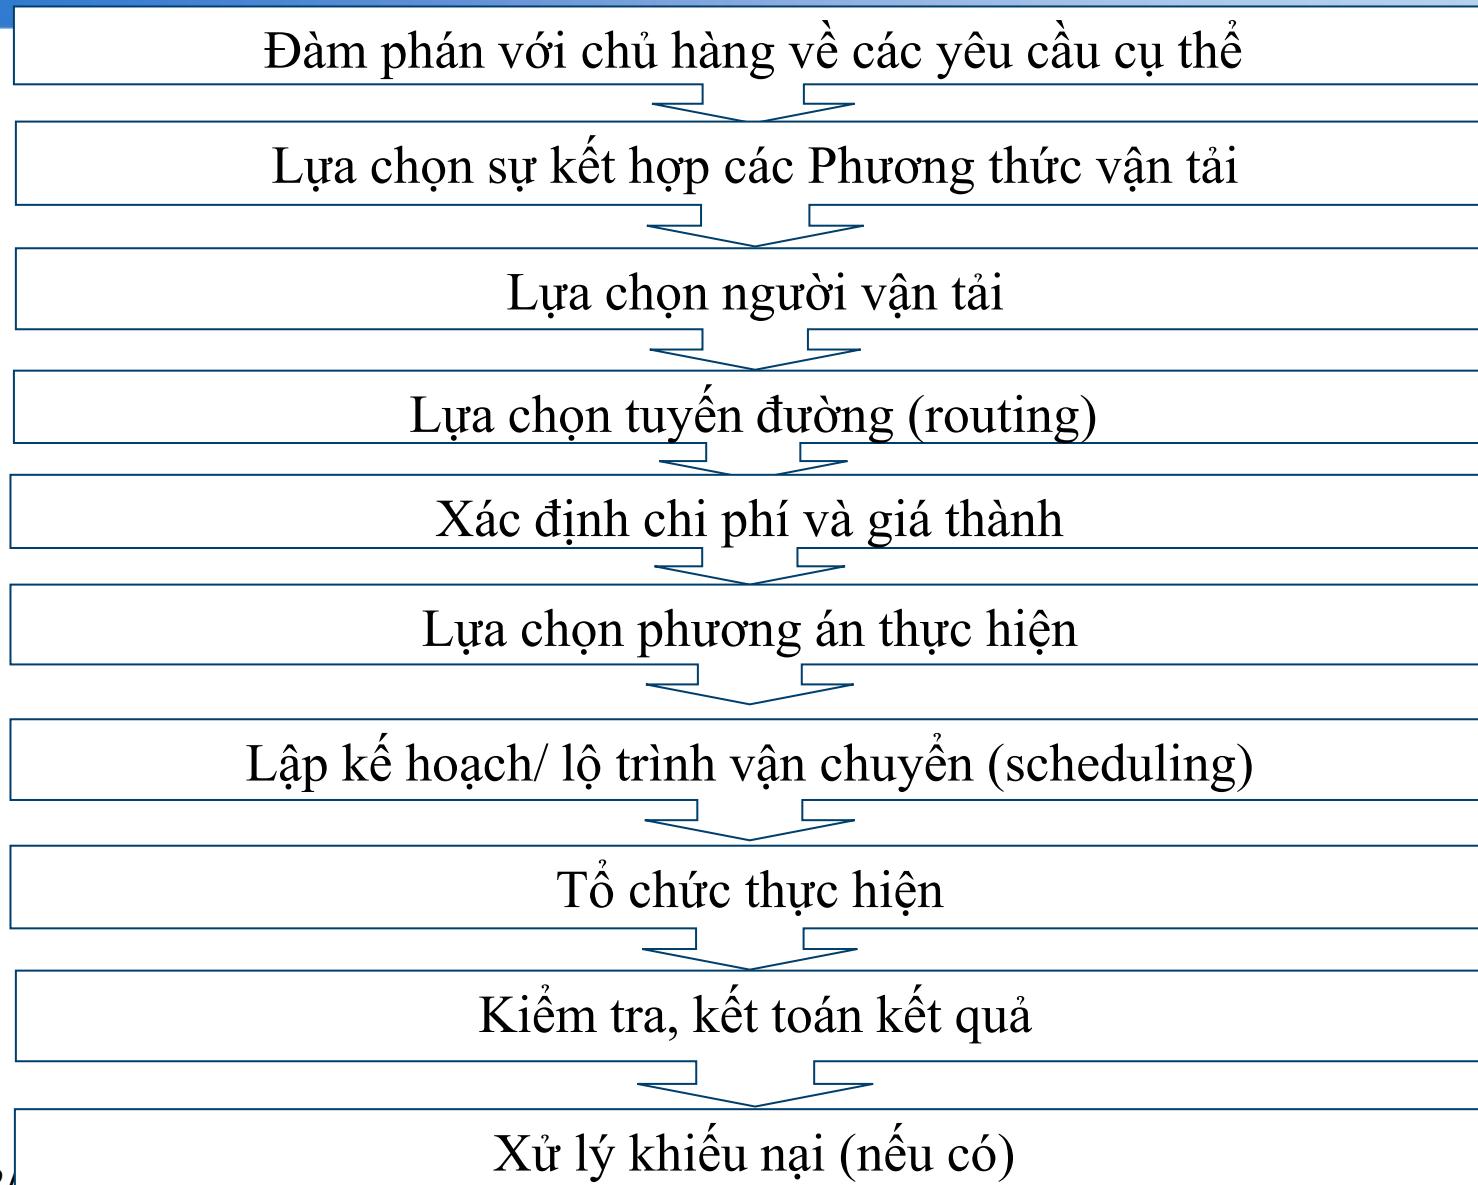 Đàm phán với chủ hàng về các yêu cầu cụ thể
Lựa chọn sự kết hợp các Phương thức vận tải
Lựa chọn người vận tải
Lựa chọn tuyến đường (routing)
Xác định chi phí và giá thành
Lựa chọn phương án thực hiện
Lập kế hoạch/ lộ trình vận chuyển (scheduling)
Tổ chức thực hiện
Kiểm tra, kết toán kết quả
Xử lý khiếu nại (nếu có)